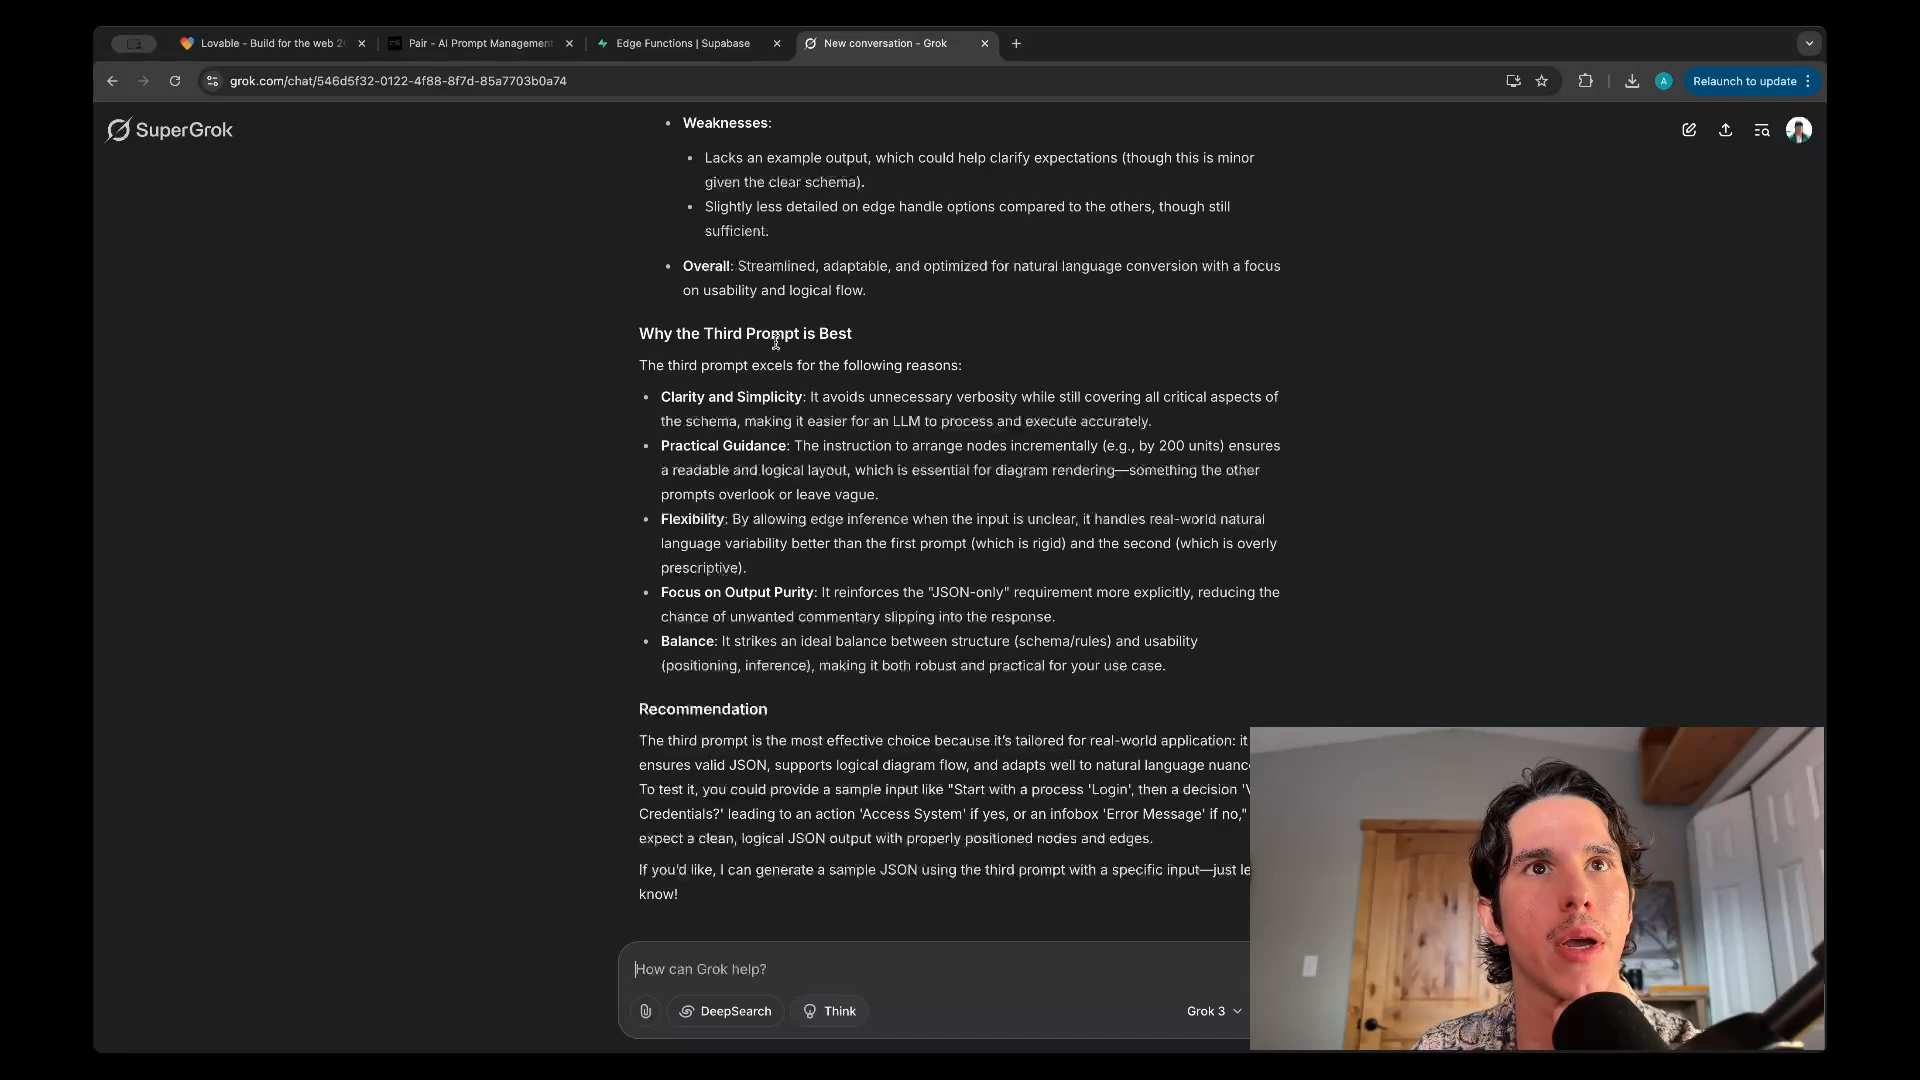 Lovable - Build for the web 2
Pair - AI Prompt Management
Edge Functions | Supabase
New conversation - Grok
grok.com/chat/546d5f32-0122-4f88-8f7d-85a7703b0a74
A
Relaunch to update
SuperGrok
Weaknesses:
Lacks an example output, which could help clarify expectations (though this is minor
given the clear schema).
Slightly less detailed on edge handle options compared to the others, though still
sufficient.
Overall: Streamlined, adaptable, and optimized for natural language conversion with a focus
on usability and logical flow.
Why the Third Prompt is Best
The third prompt excels for the following reasons:
Clarity and Simplicity: It avoids unnecessary verbosity while still covering all critical aspects of
the schema, making it easier for an LLM to process and execute accurately.
Practical Guidance: The instruction to arrange nodes incrementally (e.g., by 200 units) ensures
a readable and logical layout, which is essential for diagram rendering—something the other
prompts overlook or leave vague.
Flexibility: By allowing edge inference when the input is unclear, it handles real-world natural
language variability better than the first prompt (which is rigid) and the second (which is overly
prescriptive).
Focus on Output Purity: It reinforces the "JSON-only" requirement more explicitly, reducing the
chance of unwanted commentary slipping into the response.
Balance: It strikes an ideal balance between structure (schema/rules) and usability
(positioning, inference), making it both robust and practical for your use case.
Recommendation
The third prompt is the most effective choice because it's tailored for real-world application: it
ensures valid JSON, supports logical diagram flow, and adapts well to natural language nuanc
To test it, you could provide a sample input like "Start with a process 'Login', then a decision '
Credentials?' leading to an action 'Access System' if yes, or an infobox 'Error Message' if no,"
expect a clean, logical JSON output with properly positioned nodes and edges.
If you'd like, I can generate a sample JSON using the third prompt with a specific input—just le
know!
How can Grok help?
DeepSearch
Think
Grok 3